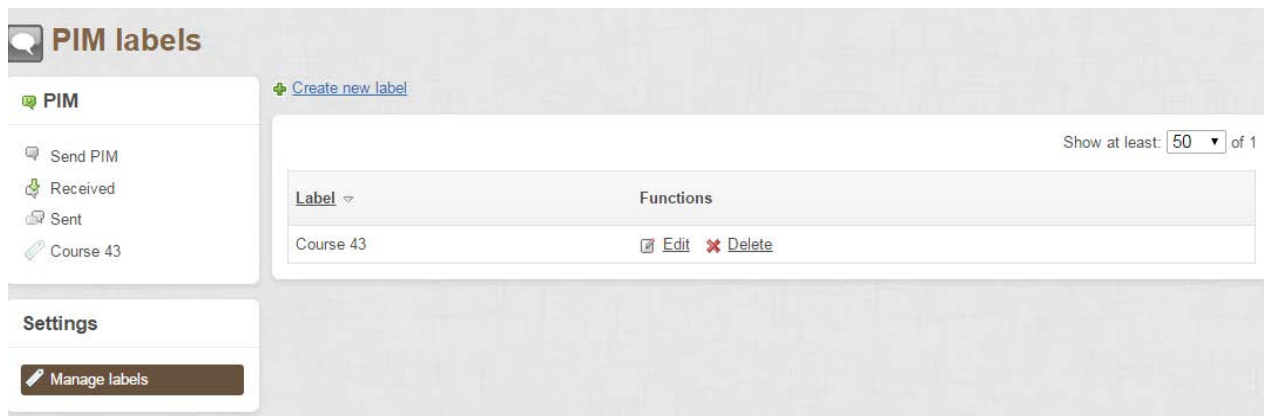 PIM labels
PIM
Send PIM
Received
Sent
Course 43
Settings
Manage labels
Create new label
Show at least: 50 of 1
Label Functions
Course 43 Edit Delete